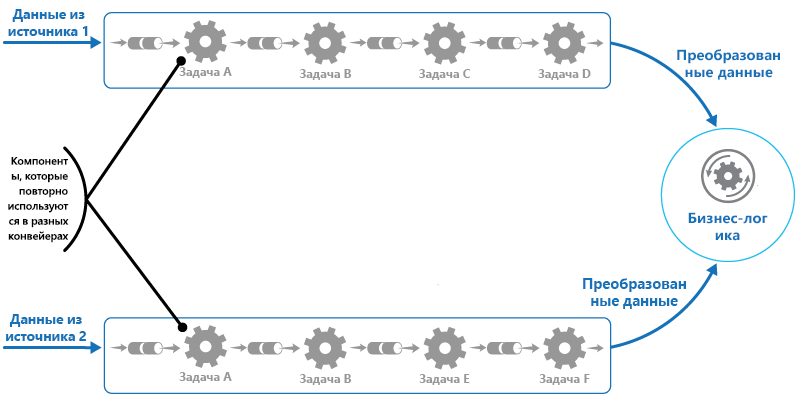 Данные из
источника 1
Задача A
Задача B
Задача C
Задача D
Преобразован
ные данные
Компонент
ы, которые
повторно
используют
ся в разных
конвейерах
Бизнес-лог
ика
Преобразован
ные данные
Данные из
источника 2
Задача A
Задача B
Задача E
Задача F